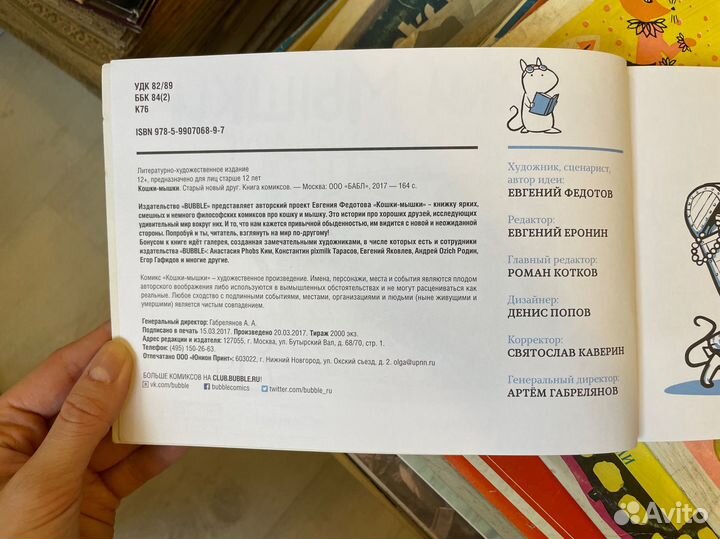 УДК 82/89
ББК 84(2)
К76
ISBN 978-5-9907068-9-7
Литературно-художественное издание
12+, предназначено для лиц старше 12 лет
Кошки-мышки. Старый новый друг. Книга комиксов. — Москва: ООО «БАБЛ», 2017 — 164 с.
Издательство «BUBBLE» представляет авторский проект Евгения Федотова «Кошки-мышки» – книжку ярких,
смешных и немного философских комиксов про кошку и мышку. Это истории про хороших друзей, исследующих
удивительный мир вокруг них. И то, что нам кажется привычной обыденностью, им видится с новой и неожиданной
стороны. Попробуй и ты, читатель, взглянуть на мир по-другому!
Бонусом к книге идёт галерея, созданная замечательными художниками, в числе которых есть и сотрудники
издательства «BUBBLE»: Анастасия Phobs Ким, Константин pixmilk Тарасов, Евгений Яковлев, Андрей Ozich Родин,
Егор Гафидов и многие другие.
Комикс «Кошки-мышки» – художественное произведение. Имена, персонажи, места и события являются плодом
авторского воображения либо используются в вымышленных обстоятельствах и не могут расцениваться как
реальные. Любое сходство с подлинными событиями, местами, организациями и людьми (ныне живущими и
умершими) является чистым совпадением.
Генеральный директор: Габрелянов А. А.
Подписано в печать 15.03.2017. Произведено 20.03.2017. Тираж 2000 экз.
Адрес редакции и издателя: 127055, г. Москва, ул. Бутырский Вал, д. 68/70, стр. 1.
Телефон: (495) 150-26-63.
Отпечатано ООО «Юнион Принт»: 603022, г. Нижний Новгород, ул. Окский съезд, д. 2. olga@upnn.ru
БОЛЬШЕ КОМИКСОВ НА CLUB.BUBBLE.RU!
vk.com/bubble bubblecomics twitter.com/bubble_ru
Художник, сценарист,
автор идеи:
ЕВГЕНИЙ ФЕДОТОВ
Редактор:
ЕВГЕНИЙ ЕРОНИН
Главный редактор:
РОМАН КОТКОВ
Дизайнер:
ДЕНИС ПОПОВ
Корректор:
СВЯТОСЛАВ КАВЕРИН
Генеральный директор:
АРТЁМ ГАБРЕЛЯНОВ
Avito